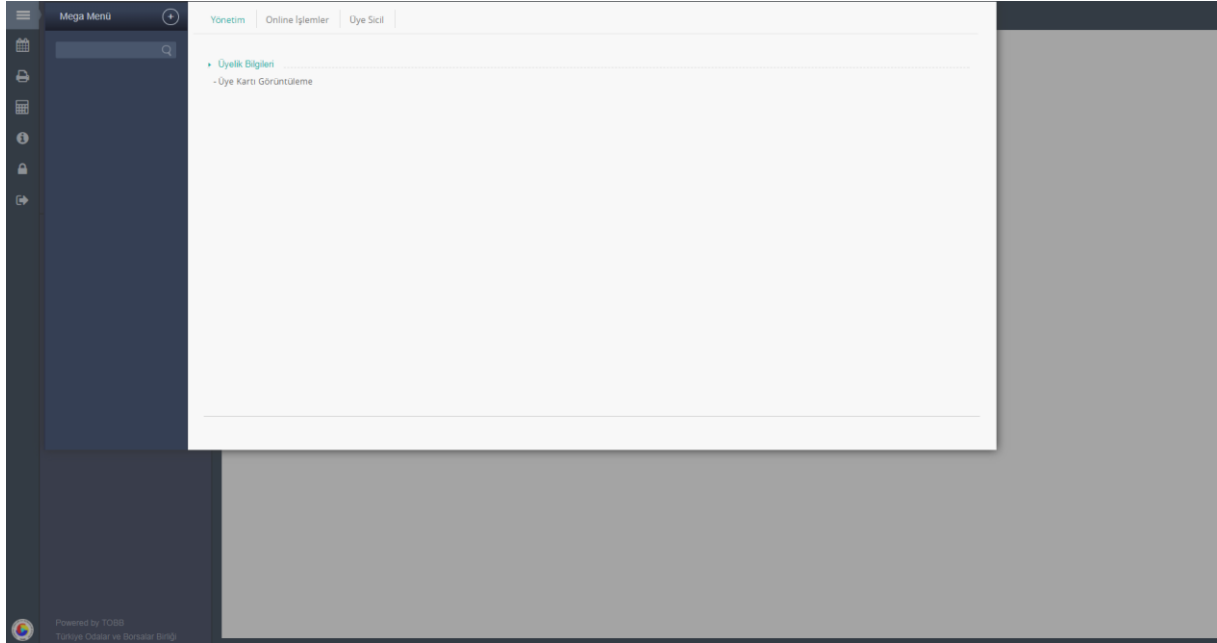 Mega Menü
Yönetim
Online İşlemler
Üye Sicil
Üyelik Bilgileri
- Üye Kartı Görüntüleme
Powered by TOBB
Türkiye Odalar ve Borsalar Birliği